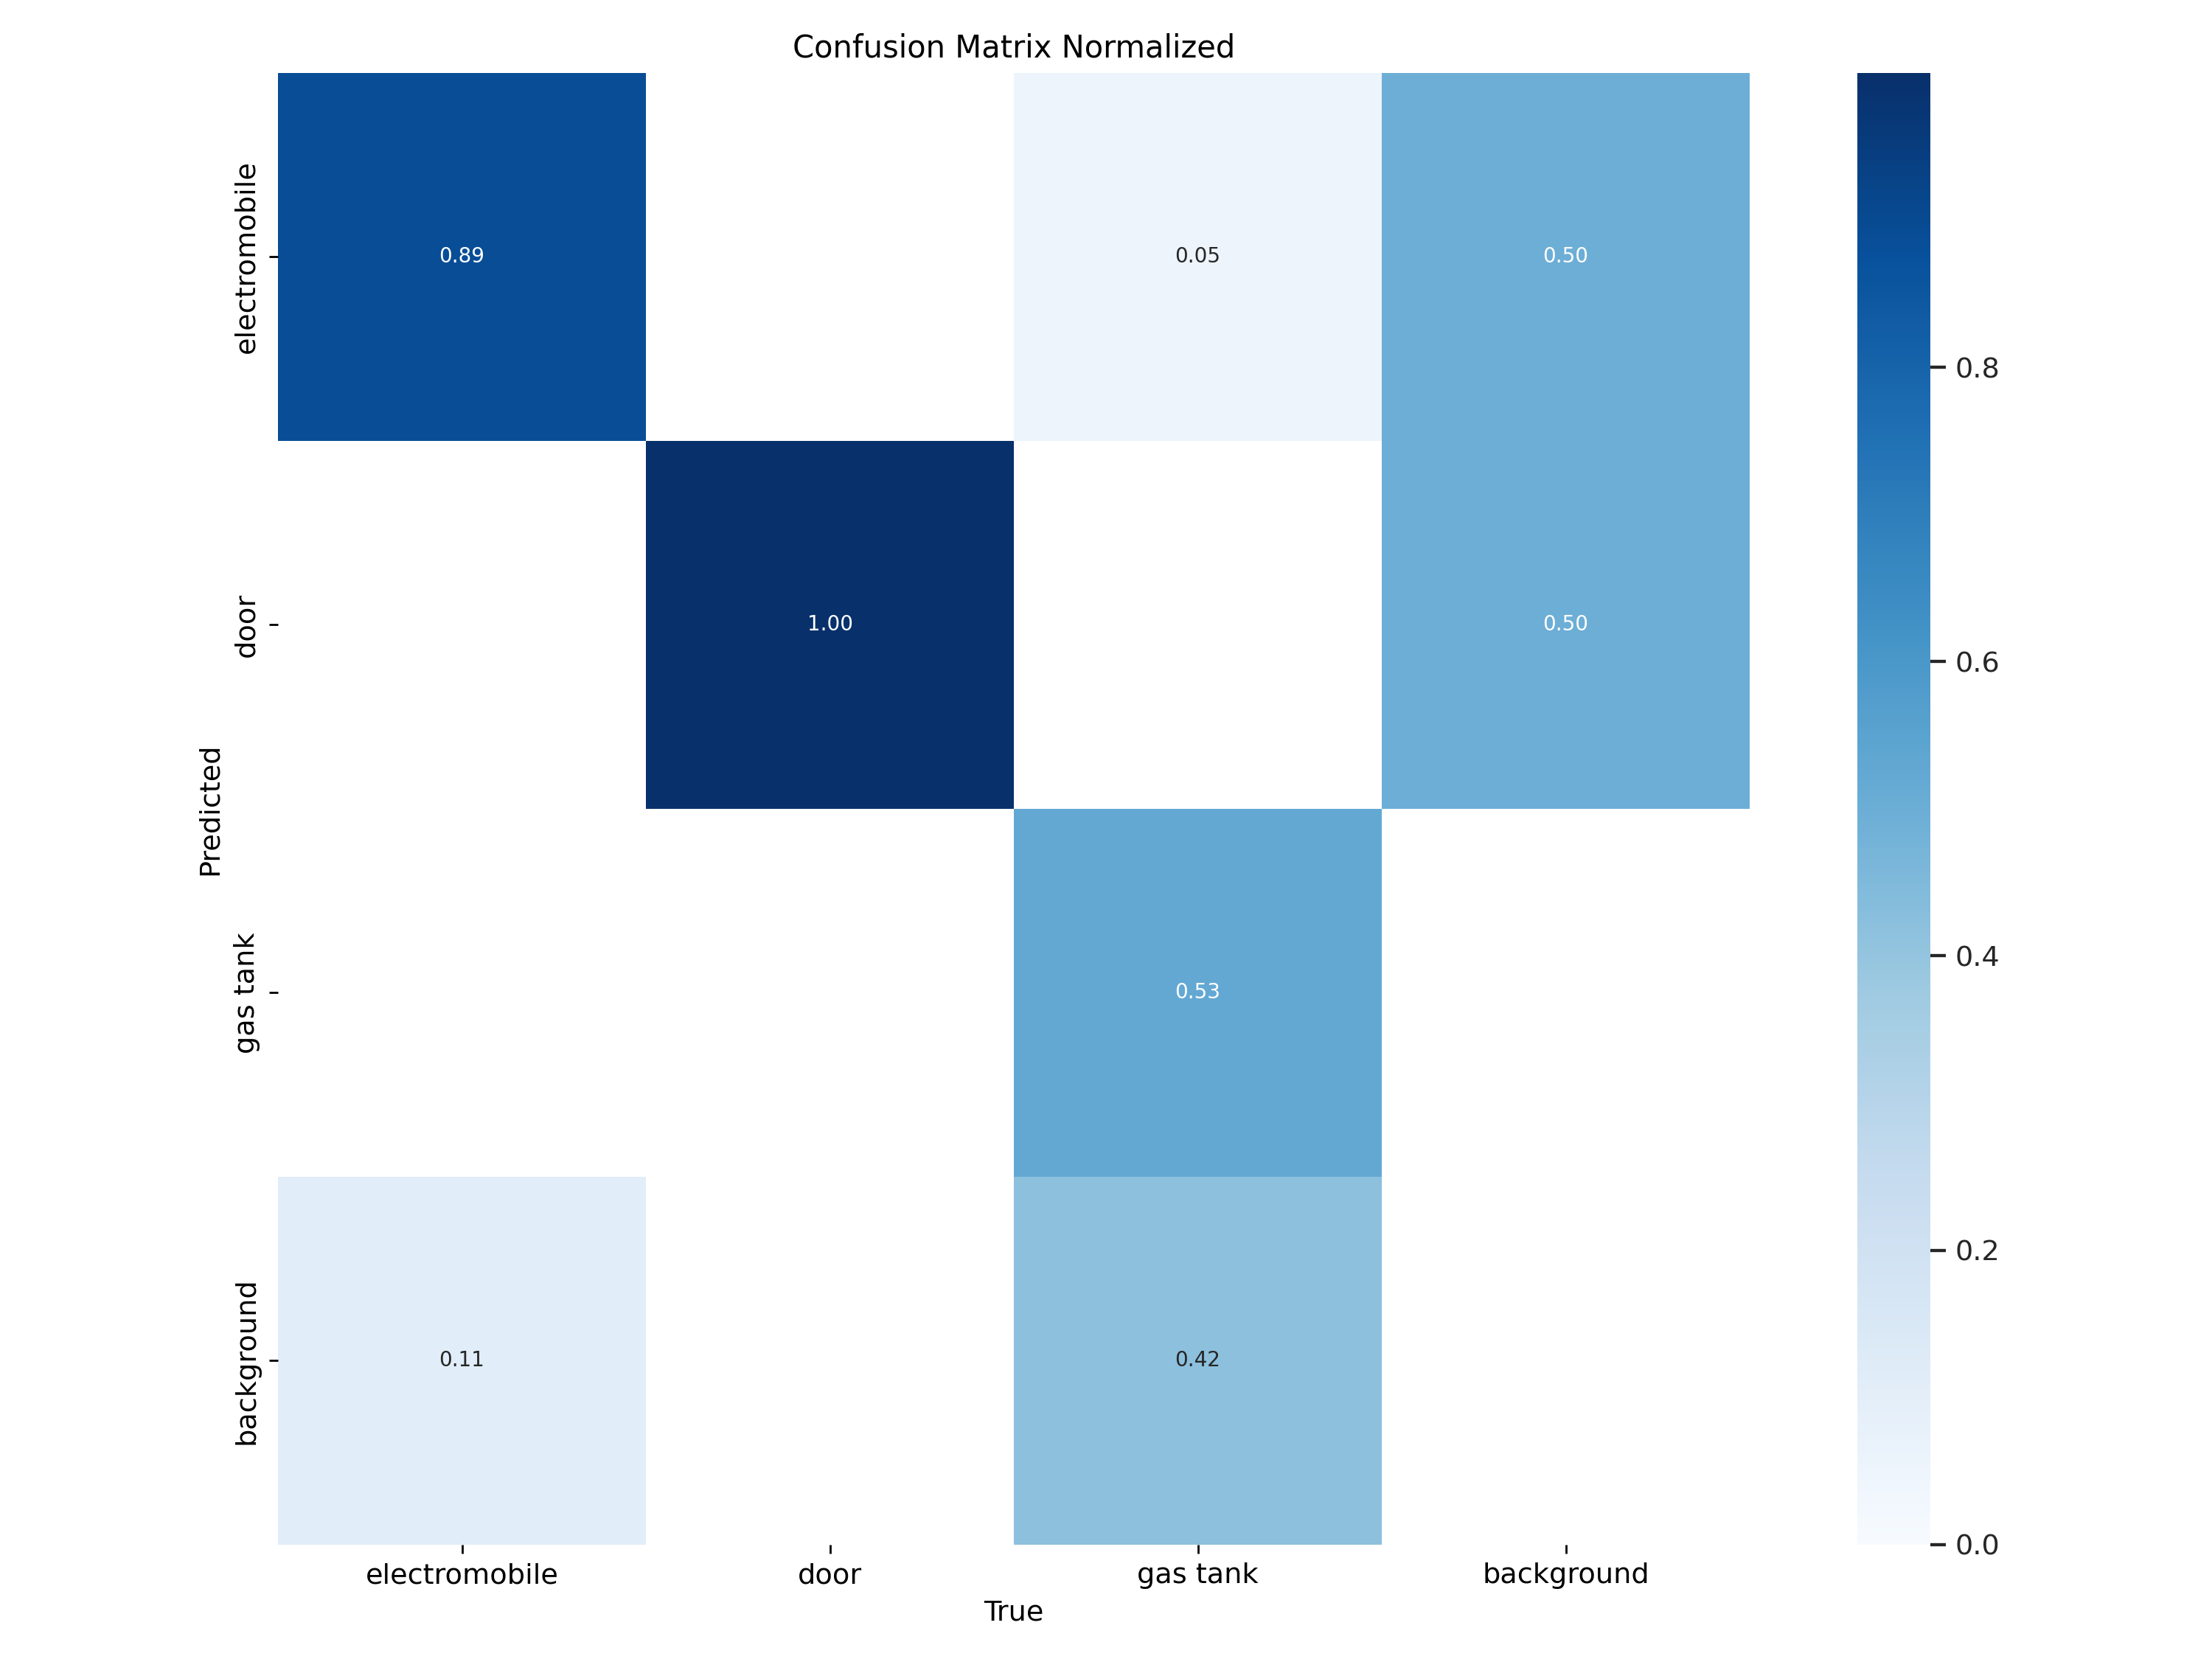 Confusion Matrix Normalized
electromobile
0.89
0.05
0.50
0.8
door
1.00
0.50
0.6
Predicted
gas tank
0.53
0.4
background
0.11
0.42
0.2
0.0
electromobile
door
gas tank
background
True